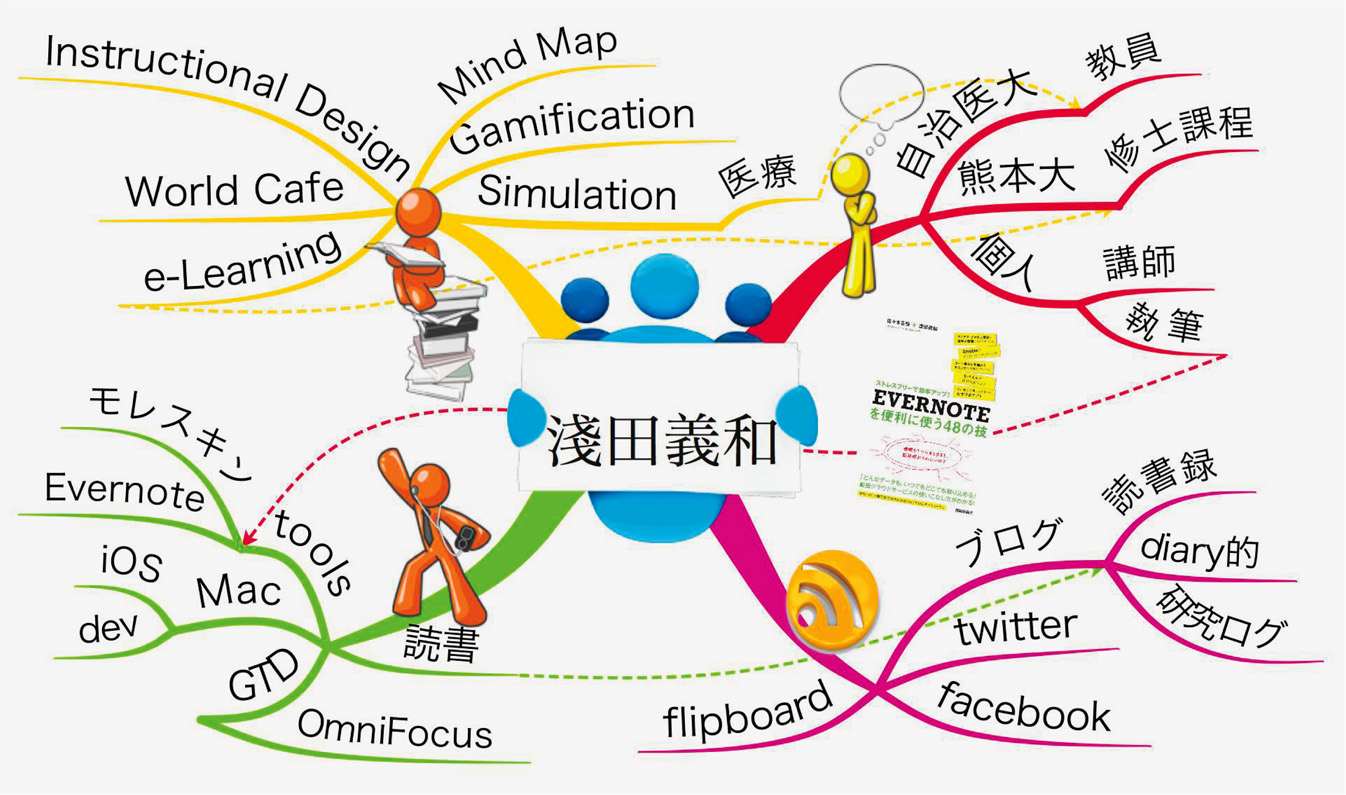 Instructional Design
Mind Map
Gamification
Simulation
医療
World Cafe
e-Learning
自治医大
教員
熊本大
修士課程
個人
講師
執筆
淺田義和
ストレスフリーで効率アップ!
EVERNOTE
を便利に使う48の技
モレスキン
Evernote
tools
iOS
Mac
dev
GTD
OmniFocus
読書
ブログ
読書録
diary的
研究ログ
twitter
facebook
flipboard